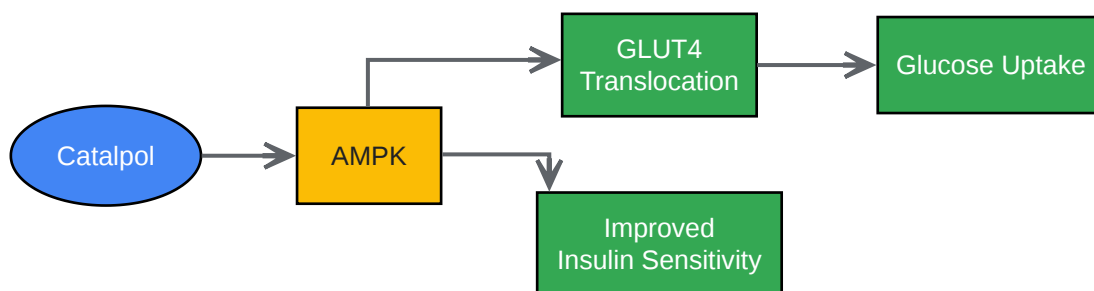 Catalpol
AMPK
GLUT4
Translocation
Glucose Uptake
Improved
Insulin Sensitivity